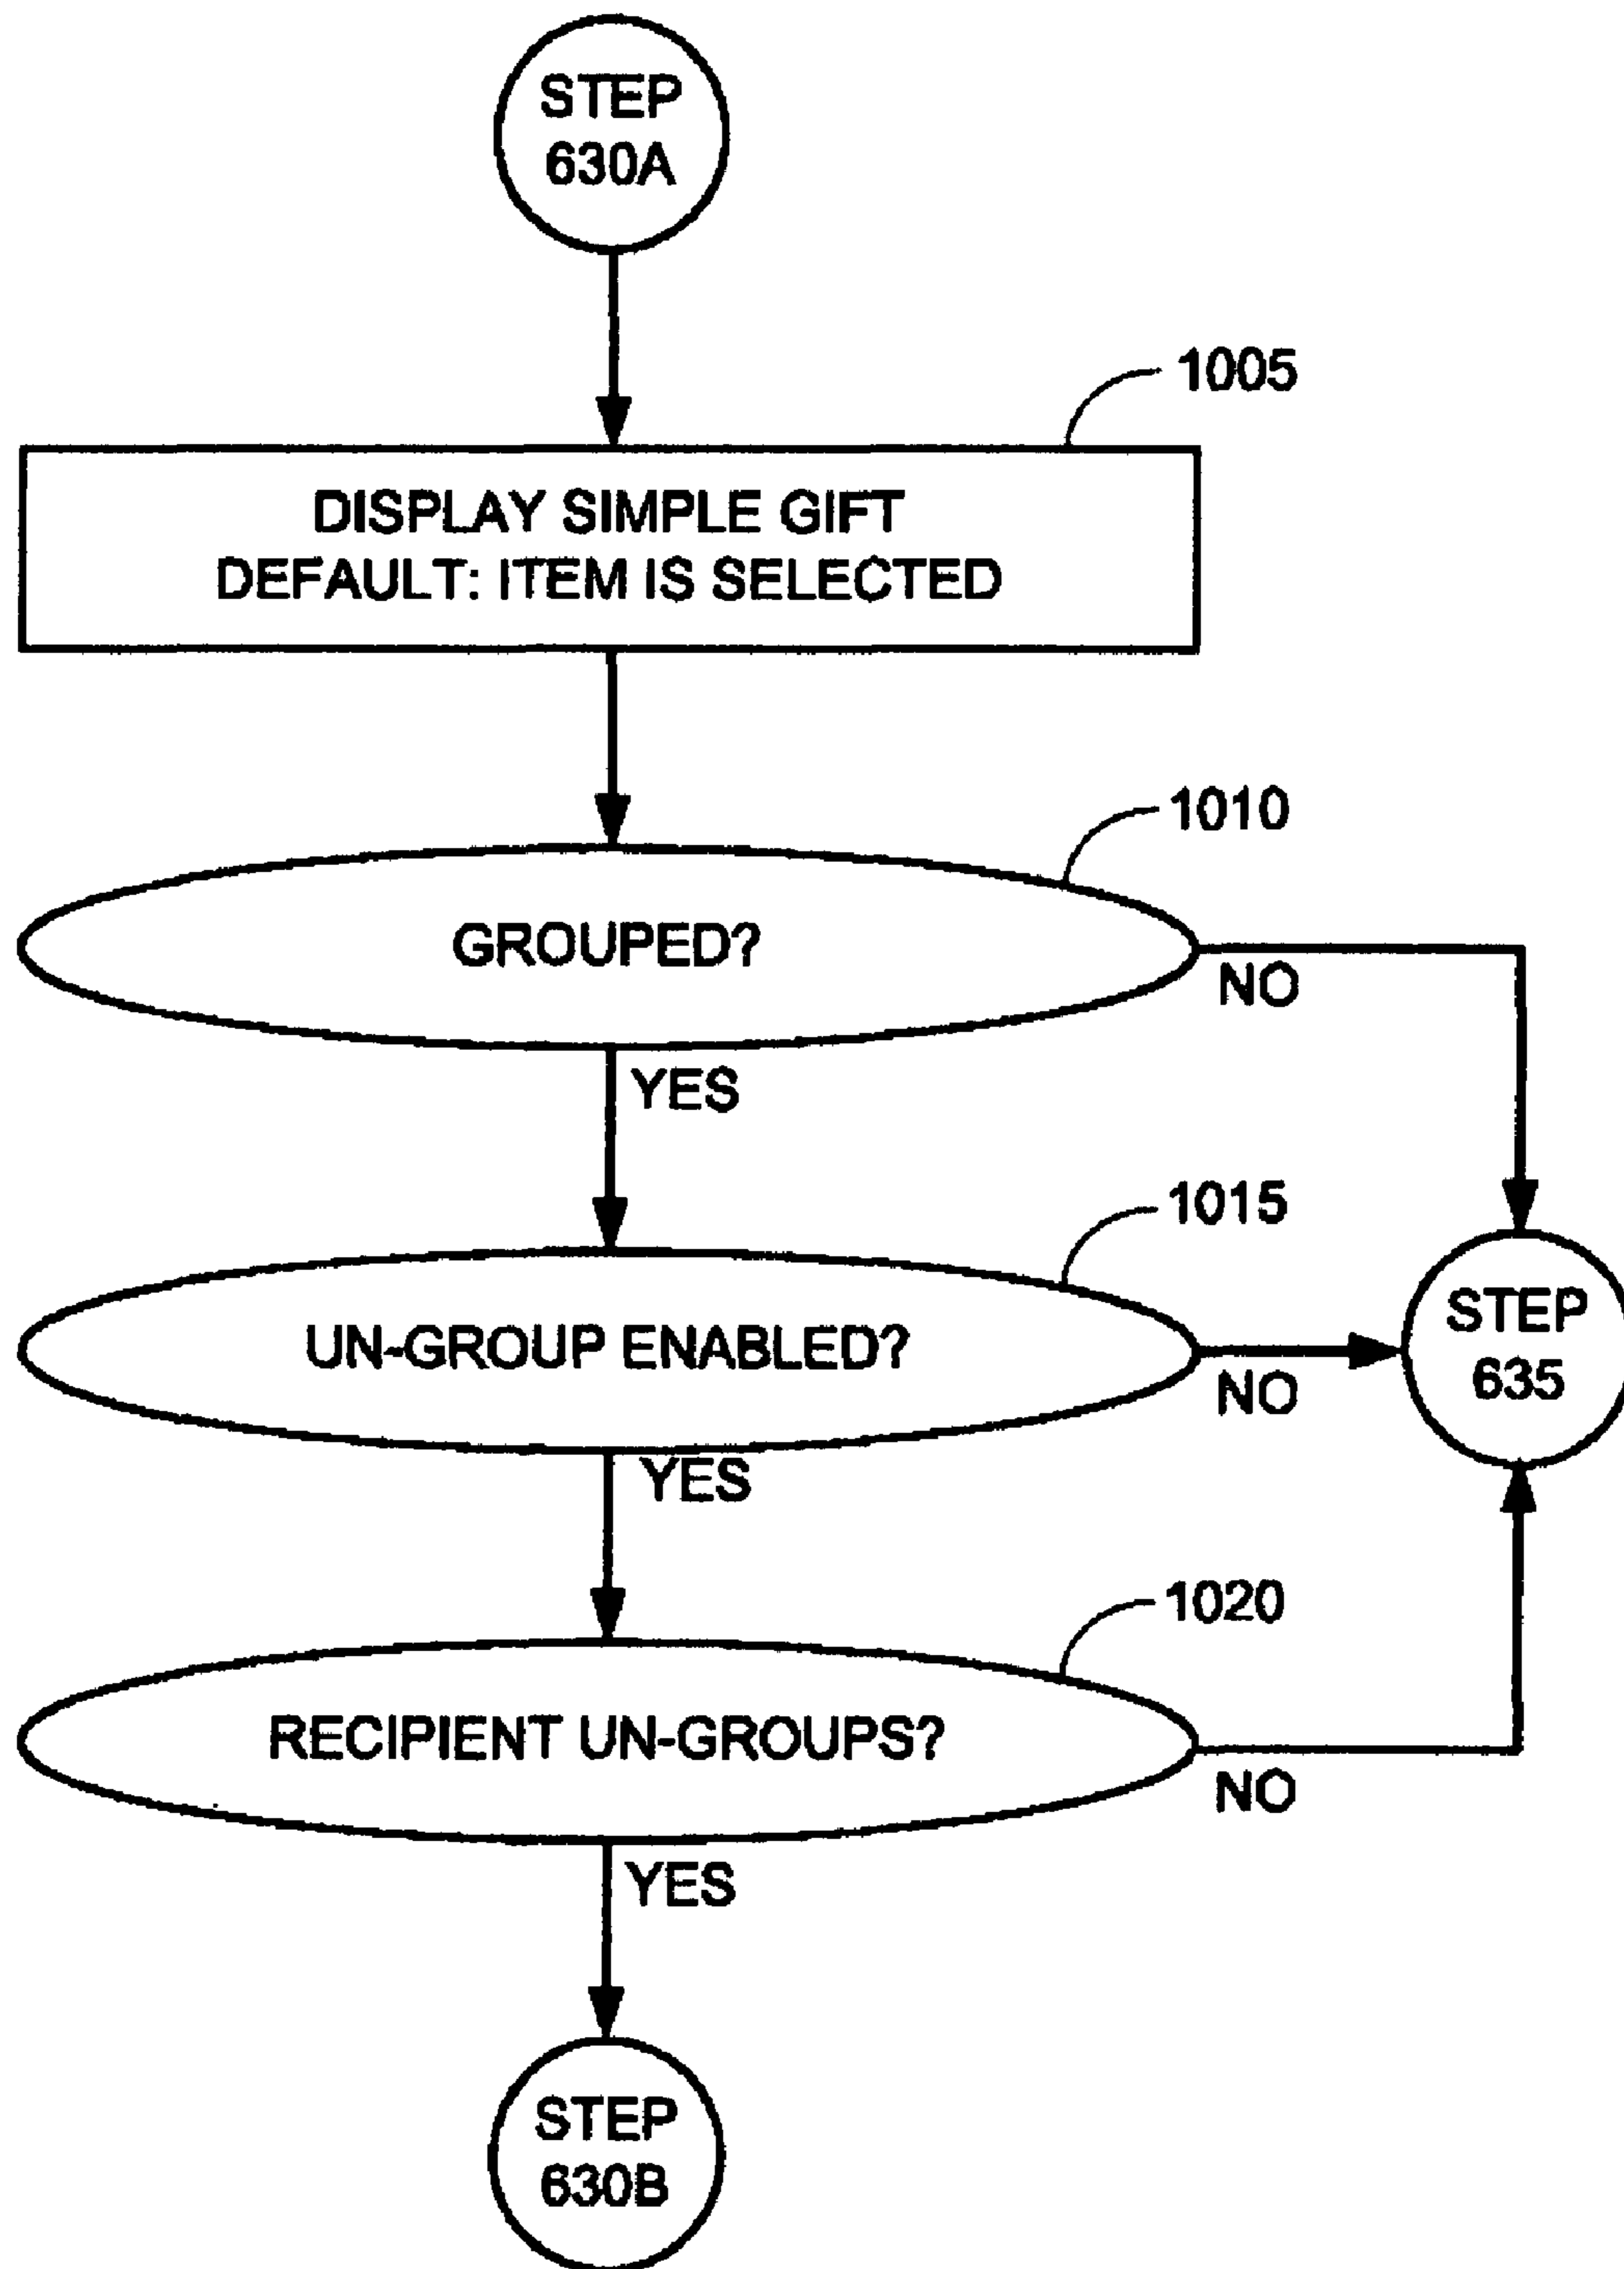 STEP
630A
1005
DISPLAY SIMPLE GIFT
DEFAULT: ITEM IS SELECTED
1010
GROUPED?
NO
YES
1015
UN-GROUP ENABLED?
NO
STEP
635
YES
1020
RECIPIENT UN-GROUPS?
NO
YES
STEP
630B